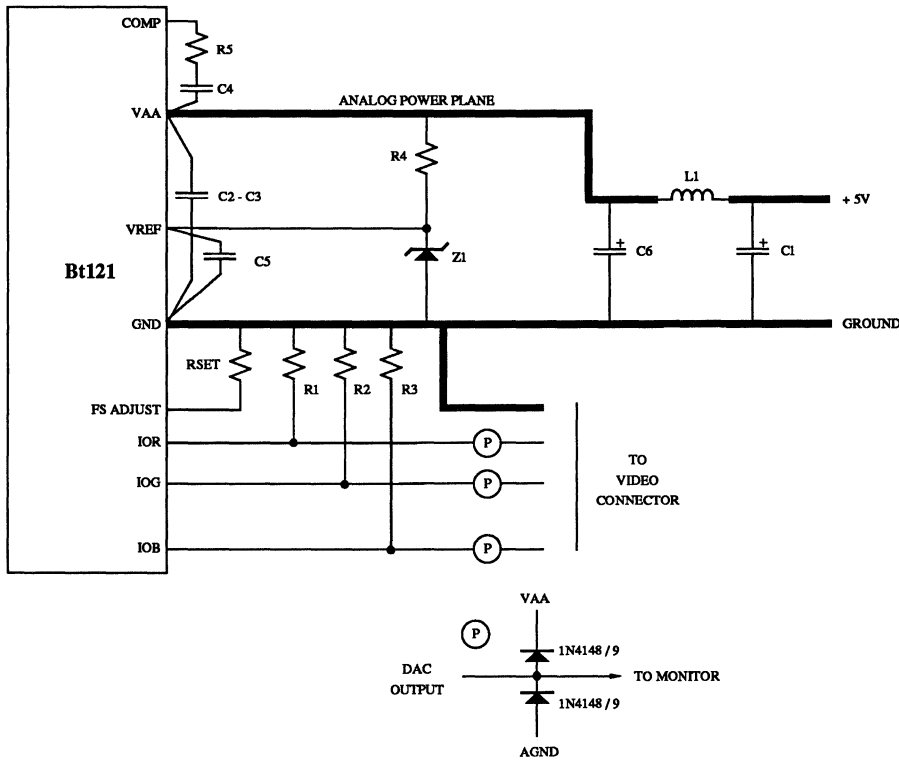 COMP
R5
C4
VAA
ANALOG POWER PLANE
R4
L1
+ 5V
C2 - C3
VREF
C5
Z1
+
C6
+
C1
Bt121
GND
GROUND
RSET
R1
R2
R3
FS ADJUST
IOR
P
IOG
P
IOB
P
TO
VIDEO
CONNECTOR
VAA
P
1N4148 / 9
DAC
OUTPUT
TO MONITOR
1N4148 / 9
AGND